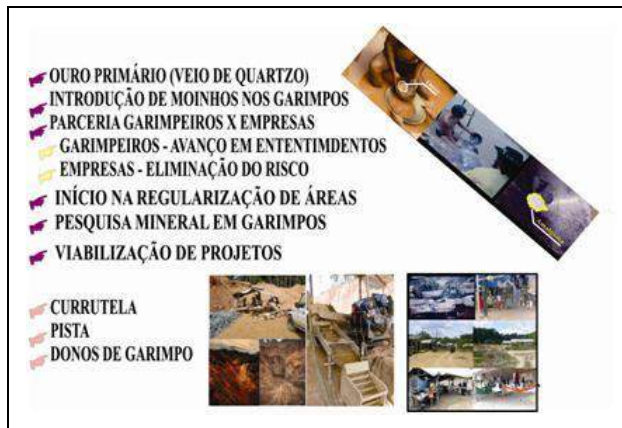 OURO PRIMÁRIO (VEIO DE QUARTZO)
INTRODUÇÃO DE MOINHOS NOS GARIMPOS
PARCERIA GARIMPEIROS X EMPRESAS
GARIMPEIROS - AVANÇO EM ENTENTIMDENTOS
EMPRESAS - ELIMINAÇÃO DO RISCO
INÍCIO NA REGULARIZAÇÃO DE ÁREAS
PESQUISA MINERAL EM GARIMPOS
VIABILIZAÇÃO DE PROJETOS
CURRUTELA
PISTA
DONOS DE GARIMPO